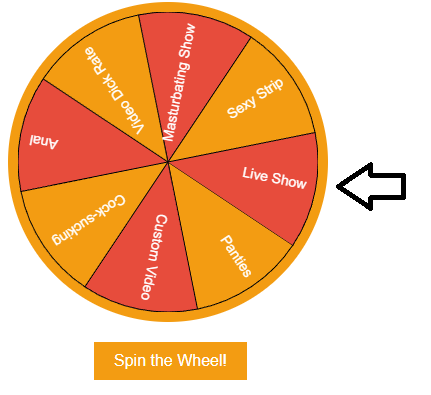 Masturbating Show
Sexy Strip
Live Show
Panties
Custom Video
Cock-sucking
Anal
Video Dick Rate
Spin the Wheel!